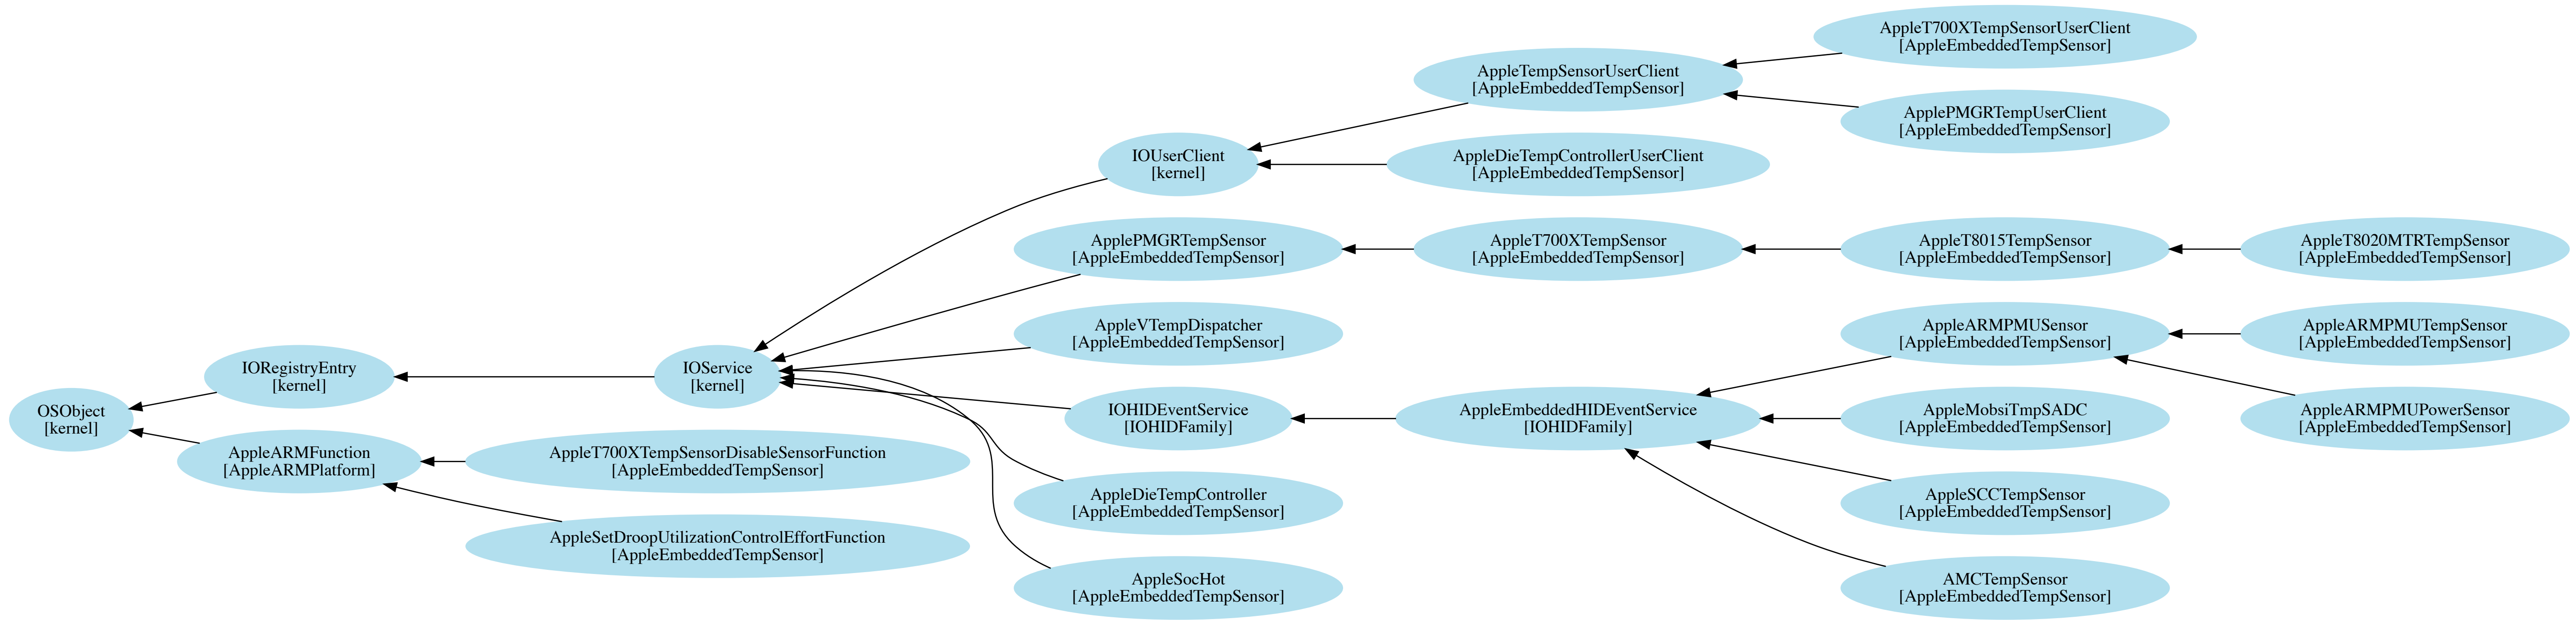 AppleT700XTempSensorUserClient
[AppleEmbeddedTempSensor]
AppleTempSensorUserClient
[AppleEmbeddedTempSensor]
ApplePMGRTempUserClient
[AppleEmbeddedTempSensor]
IOUserClient
[kernel]
AppleDieTempControllerUserClient
[AppleEmbeddedTempSensor]
ApplePMGRTempSensor
[AppleEmbeddedTempSensor]
AppleT700XTempSensor
[AppleEmbeddedTempSensor]
AppleT8015TempSensor
[AppleEmbeddedTempSensor]
AppleT8020MTRTempSensor
[AppleEmbeddedTempSensor]
AppleVTempDispatcher
[AppleEmbeddedTempSensor]
AppleARMPMUSensor
[AppleEmbeddedTempSensor]
AppleARMPMUTempSensor
[AppleEmbeddedTempSensor]
IORegistryEntry
[kernel]
IOService
[kernel]
OSObject
[kernel]
IOHIDEventService
[IOHIDFamily]
AppleEmbeddedHIDEventService
[IOHIDFamily]
AppleMobsiTmpSADC
[AppleEmbeddedTempSensor]
AppleARMPMUPowerSensor
[AppleEmbeddedTempSensor]
AppleARMFunction
[AppleARMPlatform]
AppleT700XTempSensorDisableSensorFunction
[AppleEmbeddedTempSensor]
AppleDieTempController
[AppleEmbeddedTempSensor]
AppleSCCTempSensor
[AppleEmbeddedTempSensor]
AppleSetDroopUtilizationControlEffortFunction
[AppleEmbeddedTempSensor]
AppleSocHot
[AppleEmbeddedTempSensor]
AMCTempSensor
[AppleEmbeddedTempSensor]